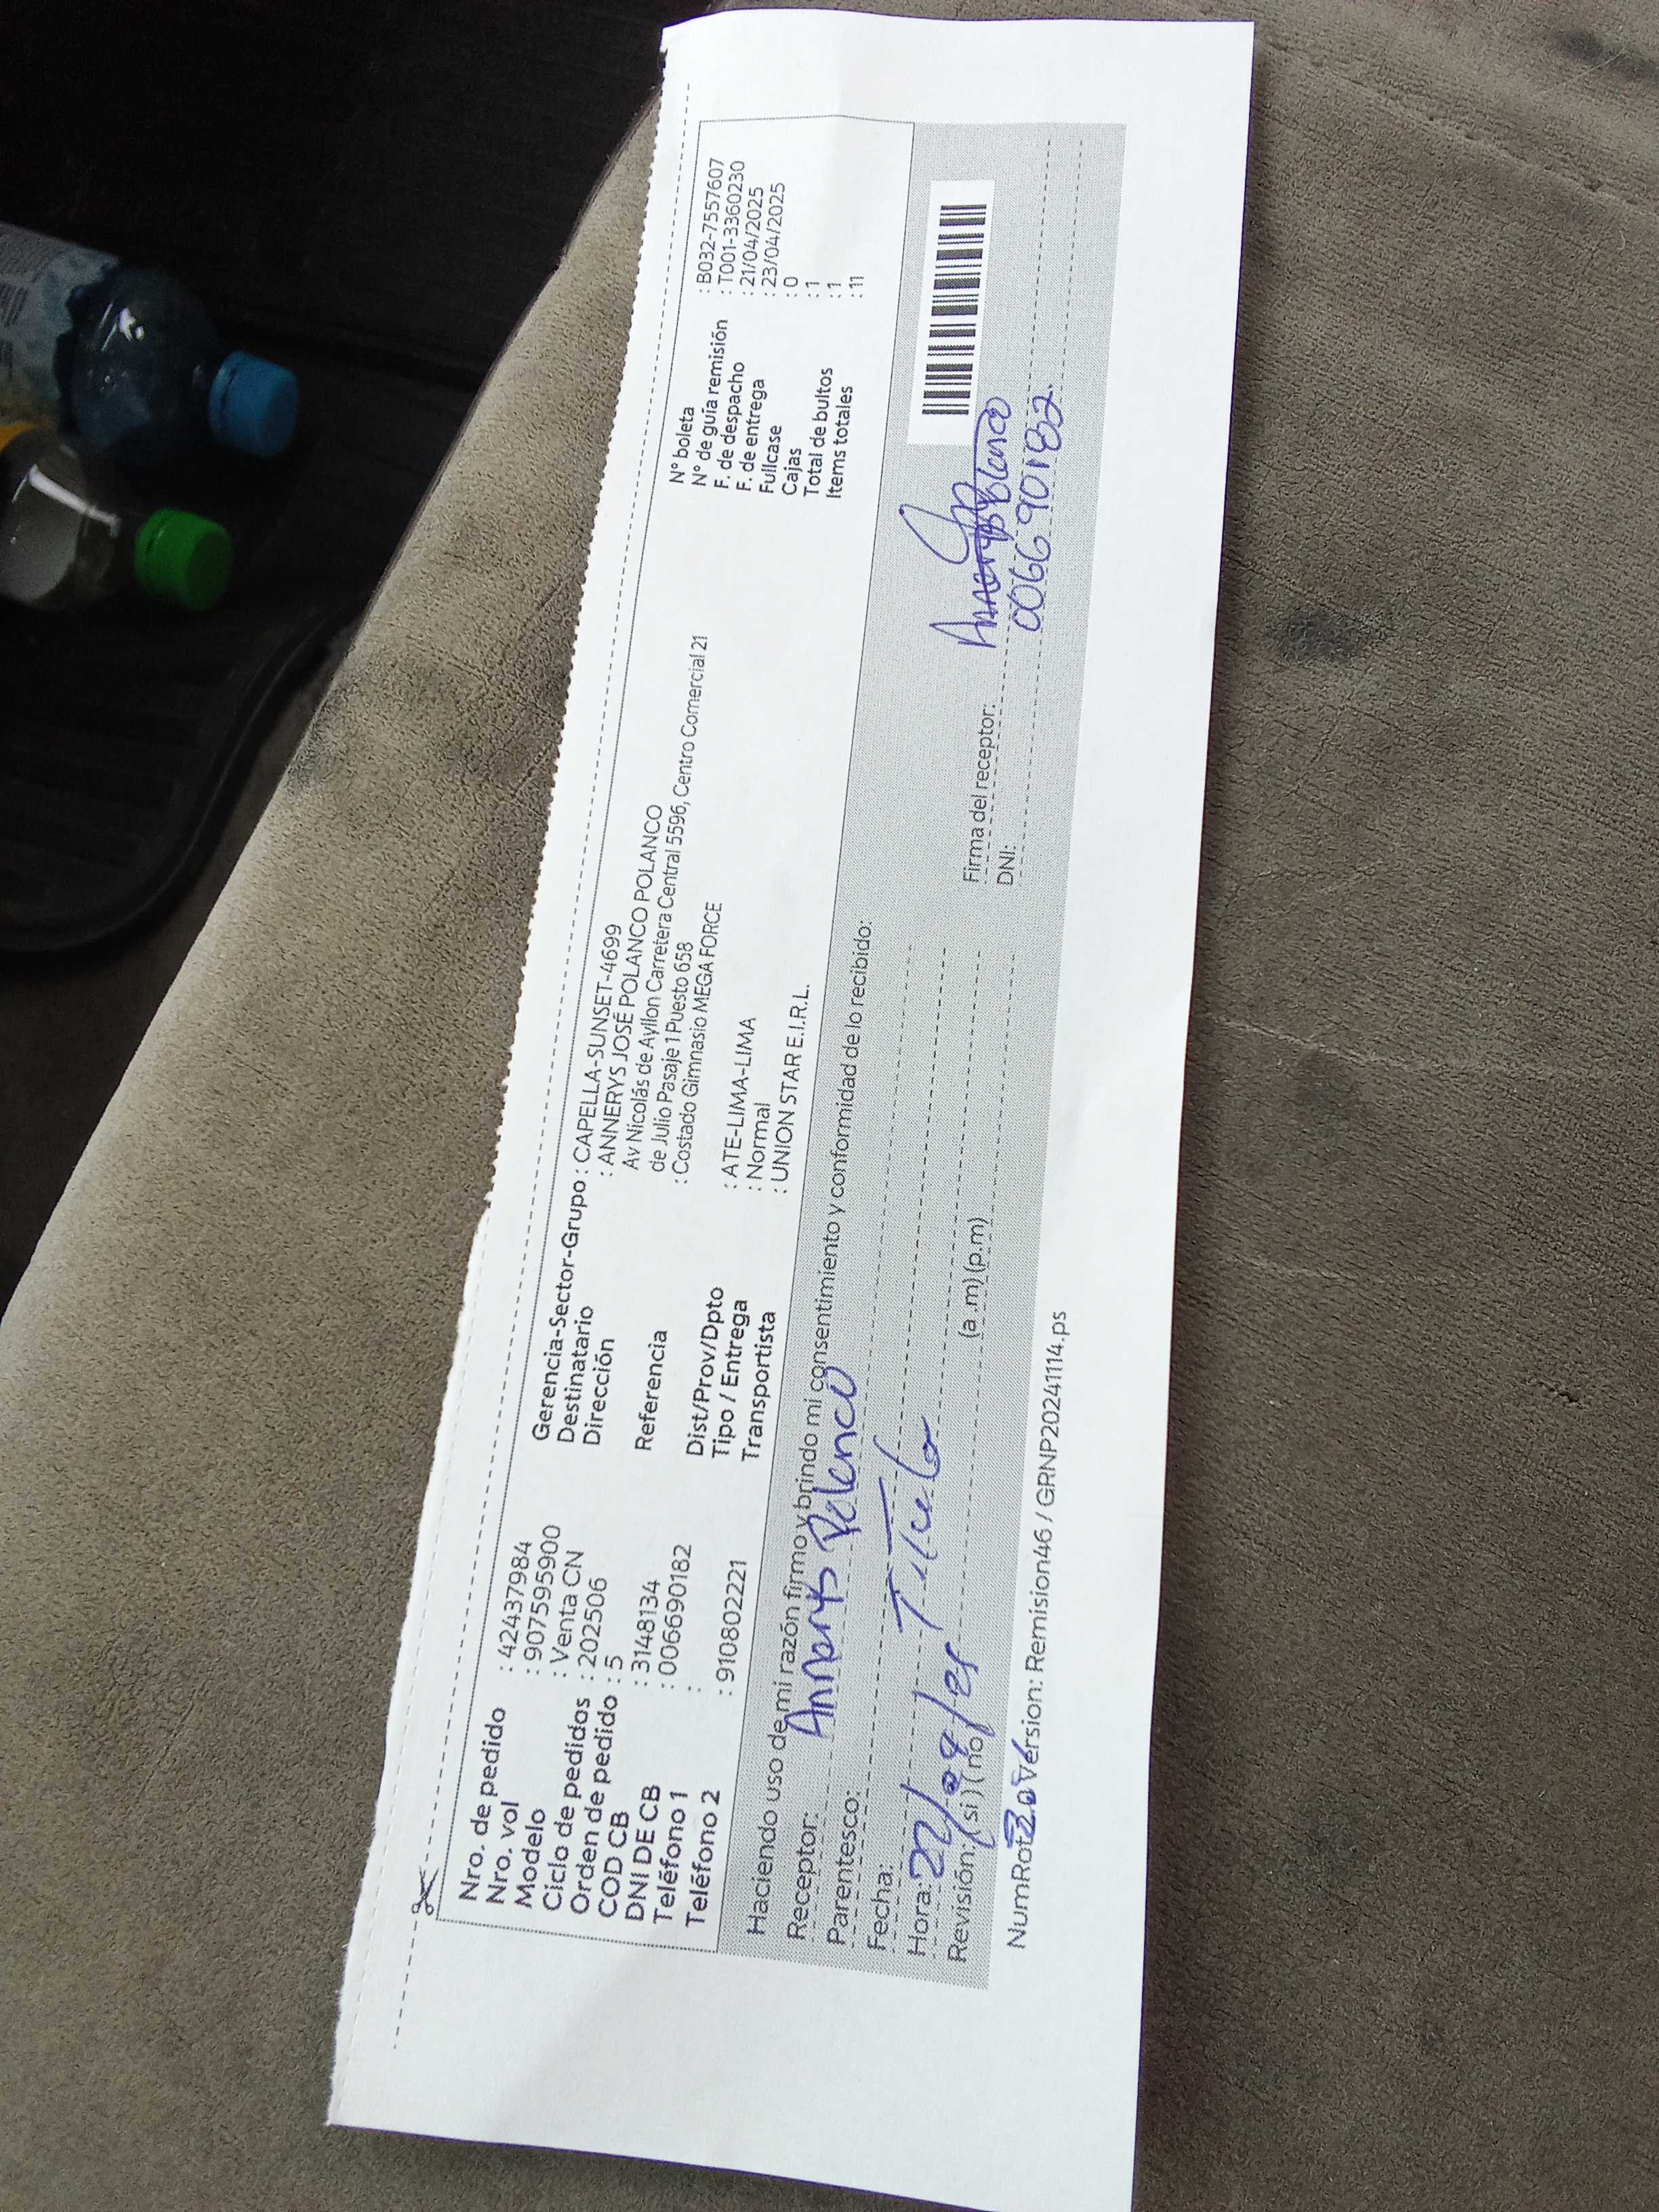 Nro. de pedido : 42437984
Nro. vol : 907595900
Modelo : Venta CN
Ciclo de pedidos : 202506
Orden de pedido : 5
COD CB : 3148134
DNI DE CB : 006690182
Teléfono 1 :
Teléfono 2 : 910802221
Gerencia-Sector-Grupo : CAPELLA-SUNSET-4699
Destinatario : ANNERYS JOSÉ POLANCO POLANCO
Dirección Av Nicolás de Ayllon Carretera Central 5596, Centro Comercial 21
de Julio Pasaje 1 Puesto 658
Referencia : Costado Gimnasio MEGA FORCE
Dist/Prov/Dpto : ATE-LIMA-LIMA
Tipo / Entrega : Normal
Transportista : UNION STAR E.I.R.L.
N° boleta : B032-7557607
N° de guía remisión : T001-3360230
F. de despacho : 21/04/2025
F. de entrega : 23/04/2025
Fullcase : 0
Cajas : 1
Total de bultos : 1
Items totales : 11
Haciendo uso de mi razón firmo y brindo mi consentimiento y conformidad de lo recibido:
Receptor: Annerys Polanco
Parentesco:
Fecha: Titulo
Hora: (a .m) (p.m)
Revisión: (si ) ( no
Firma del receptor:
DNI: 006690182.
NumRot Version: Remision46 / GRNP20241114.ps